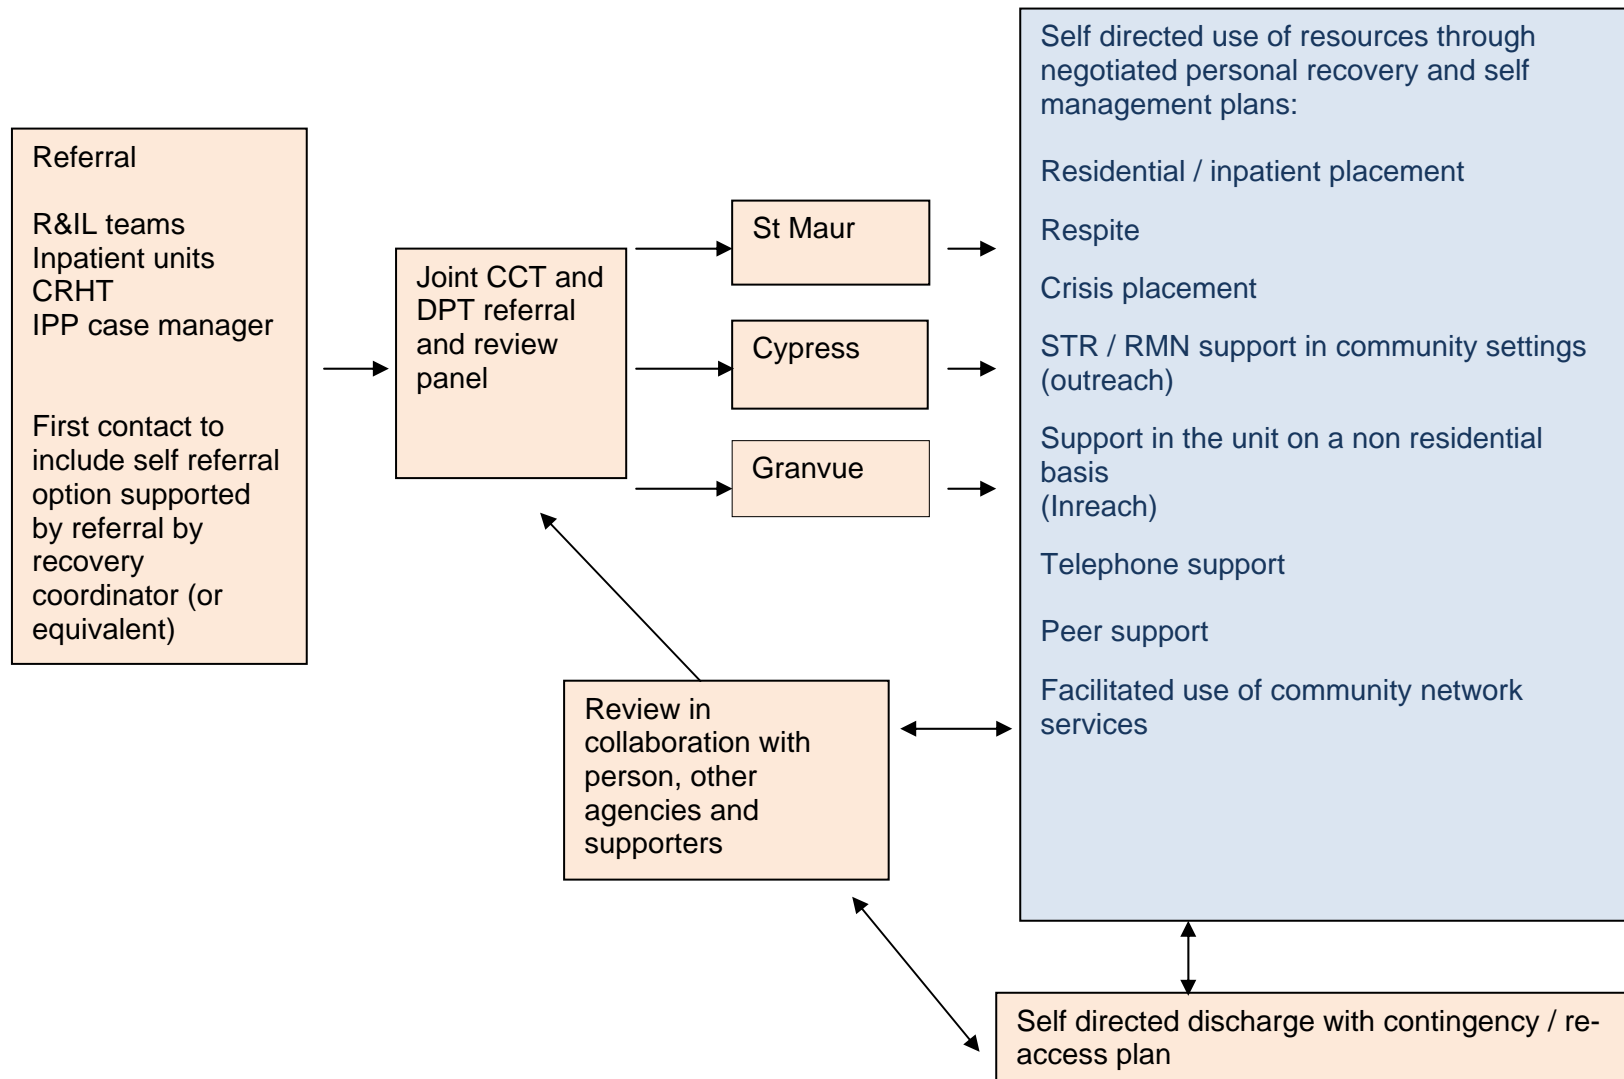 Referral
R&IL teams
Inpatient units
CRHT
IPP case manager
First contact to
include self referral
option supported
by referral by
recovery
coordinator (or
equivalent)
Joint CCT and
DPT referral
and review
panel
St Maur
Cypress
Granvue
Self directed use of resources through
negotiated personal recovery and self
management plans:
Residential / inpatient placement
Respite
Crisis placement
STR / RMN support in community settings
(outreach)
Support in the unit on a non residential
basis
(Inreach)
Telephone support
Peer support
Facilitated use of community network
services
Review in
collaboration with
person, other
agencies and
supporters
Self directed discharge with contingency / re-
access plan